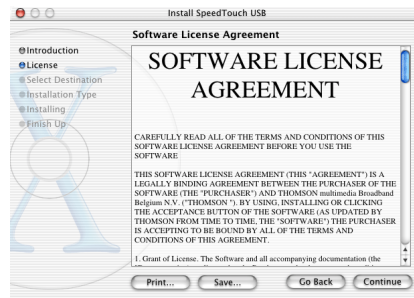 Install SpeedTouch USB
Software License Agreement
Introduction
License
Select Destination
Installation Type
Installing
Finish Up
SOFTWARE LICENSE
AGREEMENT
CAREFULLY READ ALL OF THE TERMS AND CONDITIONS OF THIS
SOFTWARE LICENSE AGREEMENT BEFORE YOU USE THE
SOFTWARE
THIS SOFTWARE LICENSE AGREEMENT (THIS "AGREEMENT") IS A
LEGALLY BINDING AGREEMENT BETWEEN THE PURCHASER OF THE
SOFTWARE (THE "PURCHASER") AND THOMSON multimedia Broadband
Belgium N.V. ("THOMSON "). BY USING, INSTALLING OR CLICKING
THE ACCEPTANCE BUTTON OF THE SOFTWARE (AS UPDATED BY
THOMSON FROM TIME TO TIME, THE "SOFTWARE") THE PURCHASER
IS ACCEPTING TO BE BOUND BY ALL OF THE TERMS AND
CONDITIONS OF THIS AGREEMENT.
1. Grant of License. The Software and all accompanying documentation (the
Print...
Save...
Go Back
Continue